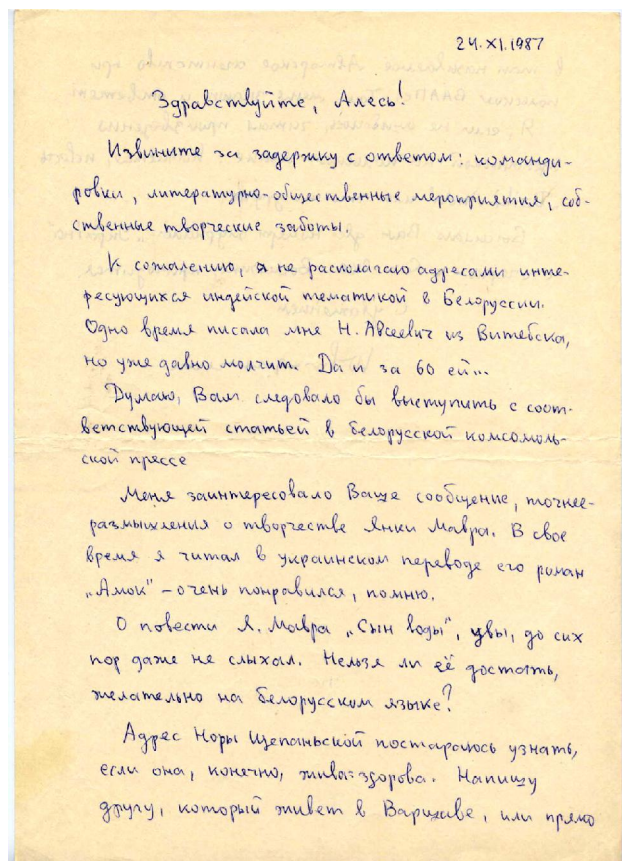 24.XI.1987
Здравствуйте, Алесь!
Извините за задержку с ответом: команди-
ровки, литературно-общественные мероприятия, соб-
ственные творческие заботы.
К сожалению, я не располагаю адресами инте-
ресующихся индейской тематикой в Белоруссии.
Одно время писала мне Н. Авсеевич из Витебска,
но уже давно молчит. Да и за 60 ей...
Думаю, Вам следовало бы выступить с соот-
ветствующей статьей в белорусской комсомоль-
ской прессе
Меня заинтересовало Ваше сообщение, точнее-
размышления о творчестве Янки Мавра. В свое
время я читал в украинском переводе его роман
„Амок" – очень понравился, помню.
О повести Я. Мавра „Сын воды", увы, до сих
пор даже не слыхал. Нельзя ли её достать,
желательно на белорусском языке?
Адрес Норы Щепаньской постараюсь узнать,
если она, конечно, жива-здорова. Напишу
другу, который живет в Варшаве, или прямо